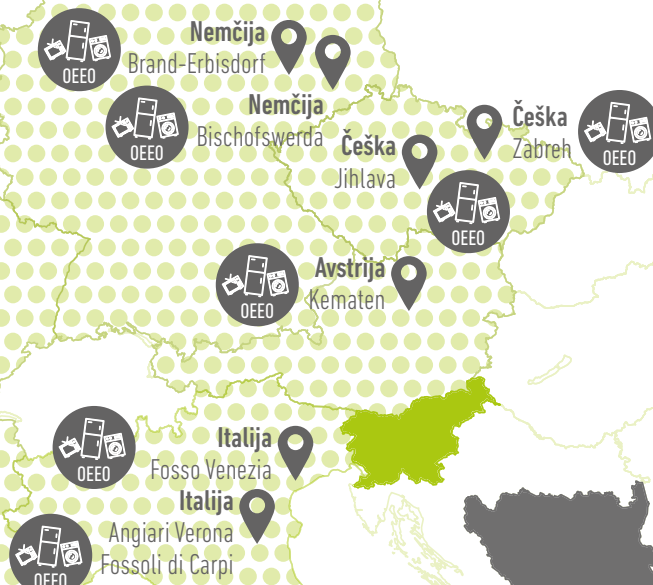 Nemčija
Brand-Erbisdorf
OEEO
Nemčija
Bischofswerda
OEEO
Češka
Zabreh
OEEO
Češka
Jihlava
OEEO
Avstrija
Kematen
OEEO
Italija
Fosso Venezia
OEEO
Italija
Angiari Verona
Fossoli di Carpi
OEEO